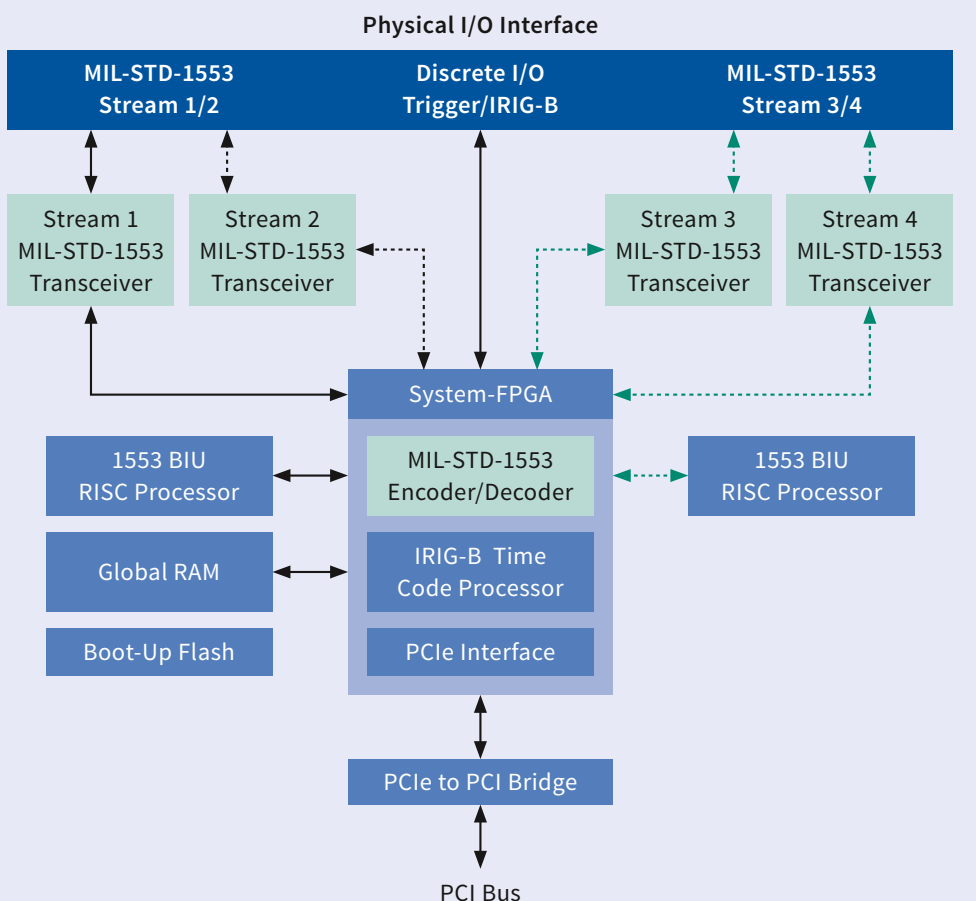 Physical I/O Interface
MIL-STD-1553
Stream 1/2
Discrete I/O
Trigger/IRIG-B
MIL-STD-1553
Stream 3/4
Stream 1
MIL-STD-1553
Transceiver
Stream 2
MIL-STD-1553
Transceiver
Stream 3
MIL-STD-1553
Transceiver
Stream 4
MIL-STD-1553
Transceiver
System-FPGA
1553 BIU
RISC Processor
MIL-STD-1553
Encoder/Decoder
1553 BIU
RISC Processor
Global RAM
IRIG-B Time
Code Processor
Boot-Up Flash
PCIe Interface
PCIe to PCI Bridge
PCI Bus